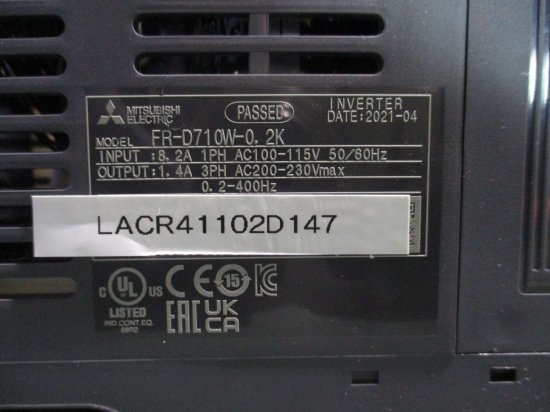 MITSUBISHI
ELECTRIC
PASSED
INVERTER
DATE:2021-04
MODEL FR-D710W-0.2K
INPUT :8.2A 1PH AC100-115V 50/60Hz
OUTPUT:1.4A 3PH AC200-230Vmax
0.2-400Hz
LACR41102D147
C UL US
LISTED
IND.CONT.EQ.
88R2
CE
15
EAC
UK
CA